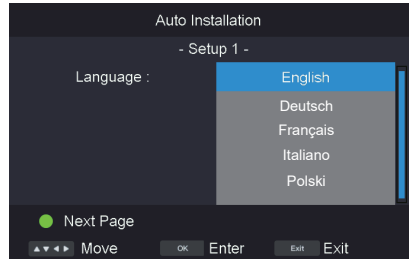 Auto Installation
- Setup 1 -
Language : English
Deutsch
Français
Italiano
Polski
Next Page
▲▼◄► Move OK Enter Exit Exit